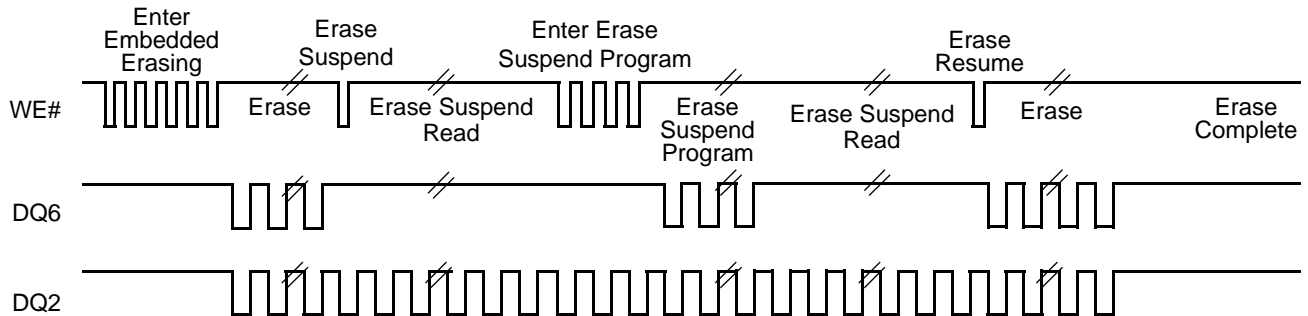 Enter
Embedded
Erasing
Erase
Suspend
Enter Erase
Suspend Program
Erase
Resume
WE#
Erase
Erase Suspend
Read
Erase
Suspend
Program
Erase Suspend
Read
Erase
Erase
Complete
DQ6
DQ2